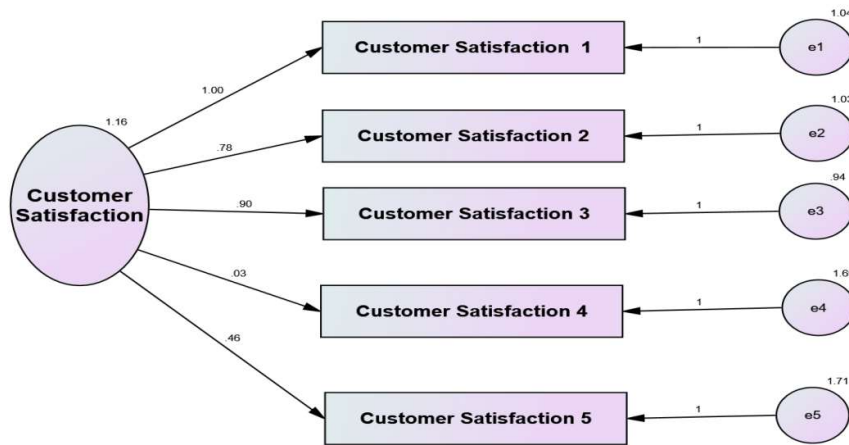 1.04
Customer Satisfaction 1
1
e1
1.00
1.16
1.03
Customer Satisfaction 2
1
e2
.78
Customer
Satisfaction
.94
.90
Customer Satisfaction 3
1
e3
.03
Customer Satisfaction 4
1
e4
.46
1.71
Customer Satisfaction 5
1
e5